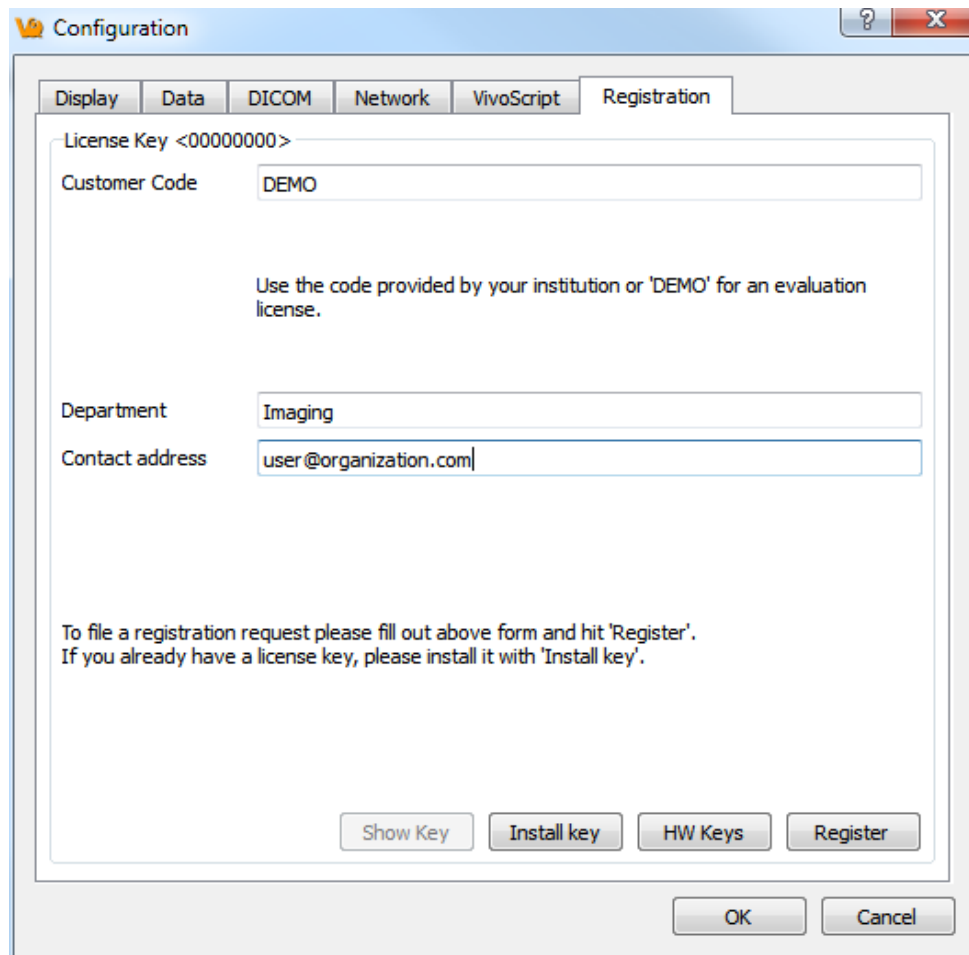 Configuration
Display Data DICOM Network VivoScript Registration
License Key <00000000>
Customer Code DEMO
Use the code provided by your institution or 'DEMO' for an evaluation
license.
Department Imaging
Contact address user@organization.com
To file a registration request please fill out above form and hit 'Register'.
If you already have a license key, please install it with 'Install key'.
Show Key Install key HW Keys Register
OK Cancel